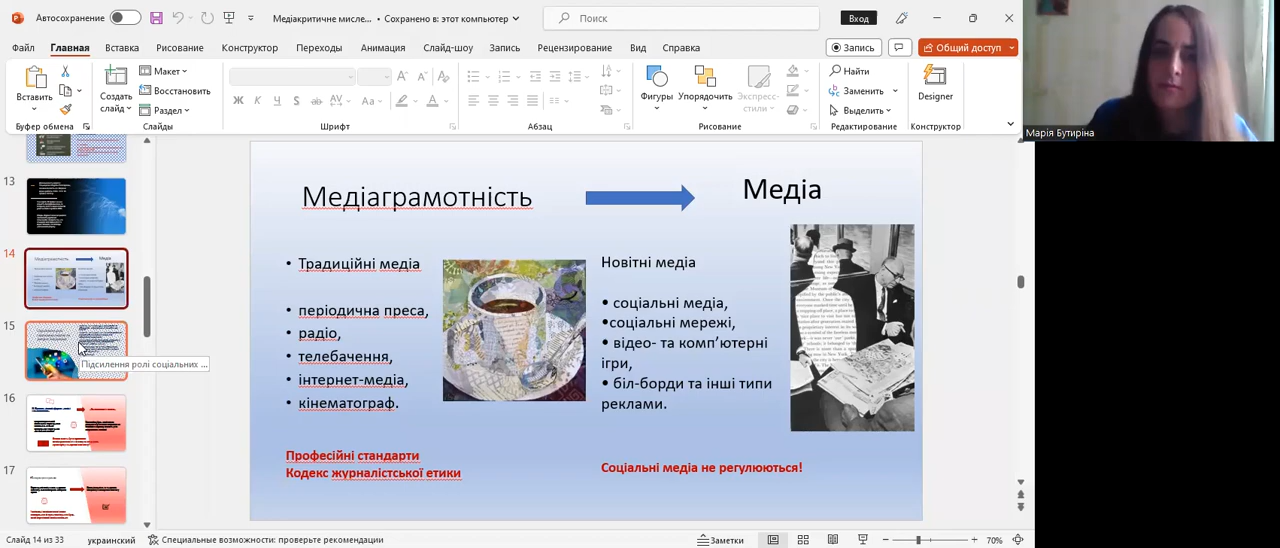 Автосохранение
Медіакритичне мисле... • Сохранено в: этот компьютер
Поиск
Вход
Файл Главная Вставка Рисование Конструктор Переходы Анимация Слайд-шоу Запись Рецензирование Вид Справка
Запись
Общий доступ
Вставить
Создать слайд
Макет
Восстановить
Раздел
Ж К Ч S ab AV Aa A
Фигуры
Упорядочить
Экспресс-стили
Найти
Заменить
Выделить
Designer
Буфер обмена
Слайды
Шрифт
Абзац
Рисование
Редактирование
Конструктор
Марія Бутиріна
13
14
15
Підсилення ролі соціальних ...
16
17
Медіаграмотність
Медіа
• Традиційні медіа
• періодична преса,
• радіо,
• телебачення,
• інтернет-медіа,
• кінематограф.
Професійні стандарти
Кодекс журналістської етики
Новітні медіа
• соціальні медіа,
•соціальні мережі,
• відео- та комп’ютерні
ігри,
• біл-борди та інші типи
реклами.
Соціальні медіа не регулюються!
Слайд 14 из 33
украинский
Специальные возможности: проверьте рекомендации
Заметки
70%